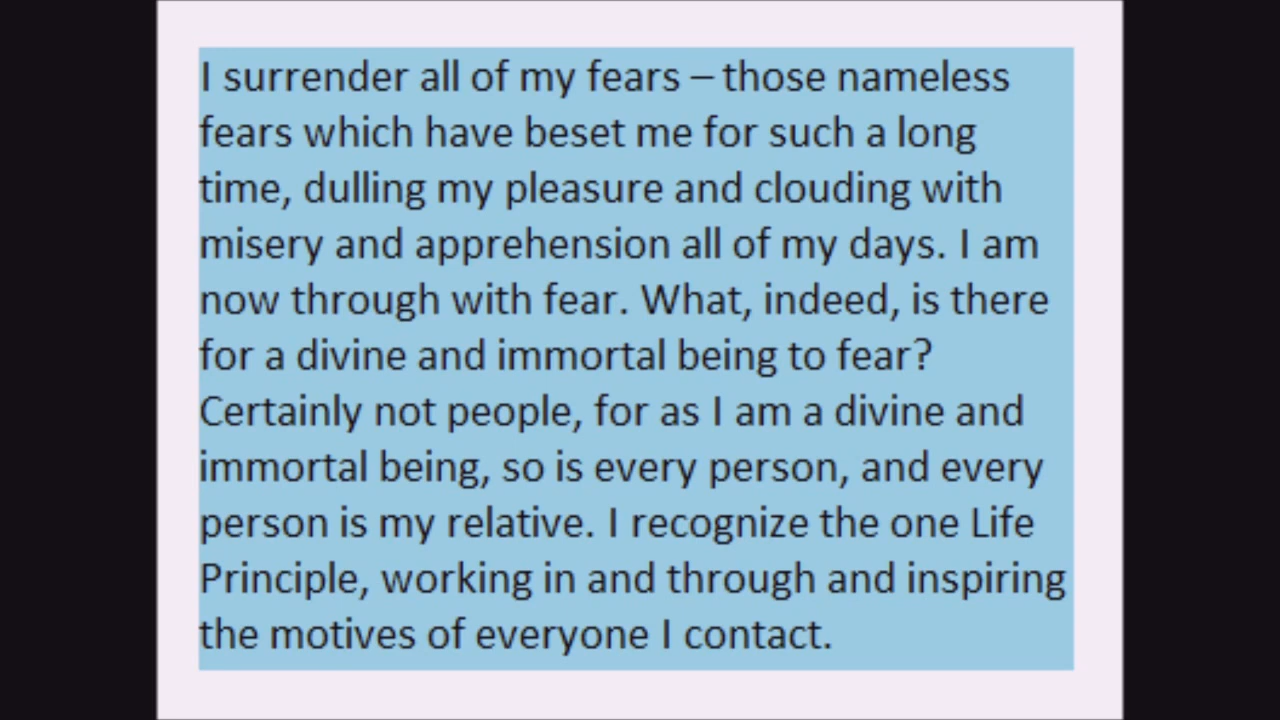 I surrender all of my fears – those nameless
fears which have beset me for such a long
time, dulling my pleasure and clouding with
misery and apprehension all of my days. I am
now through with fear. What, indeed, is there
for a divine and immortal being to fear?
Certainly not people, for as I am a divine and
immortal being, so is every person, and every
person is my relative. I recognize the one Life
Principle, working in and through and inspiring
the motives of everyone I contact.